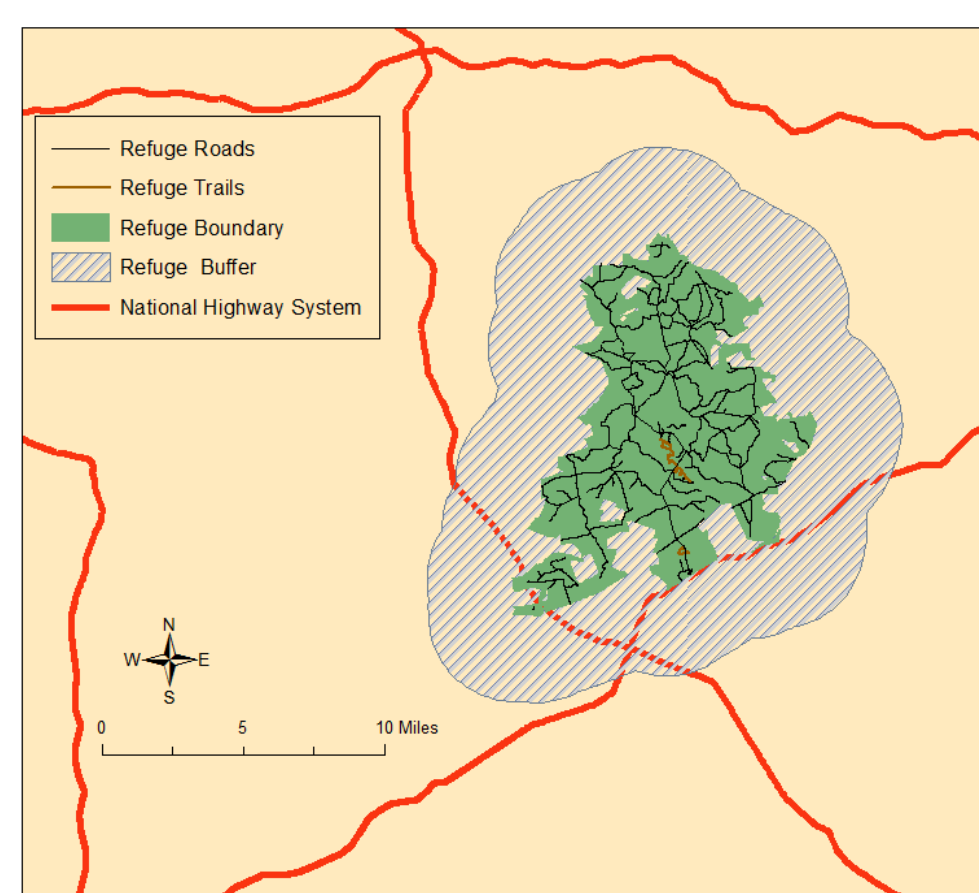 Refuge Roads
Refuge Trails
Refuge Boundary
Refuge Buffer
National Highway System
N
W E
S
0 5 10 Miles